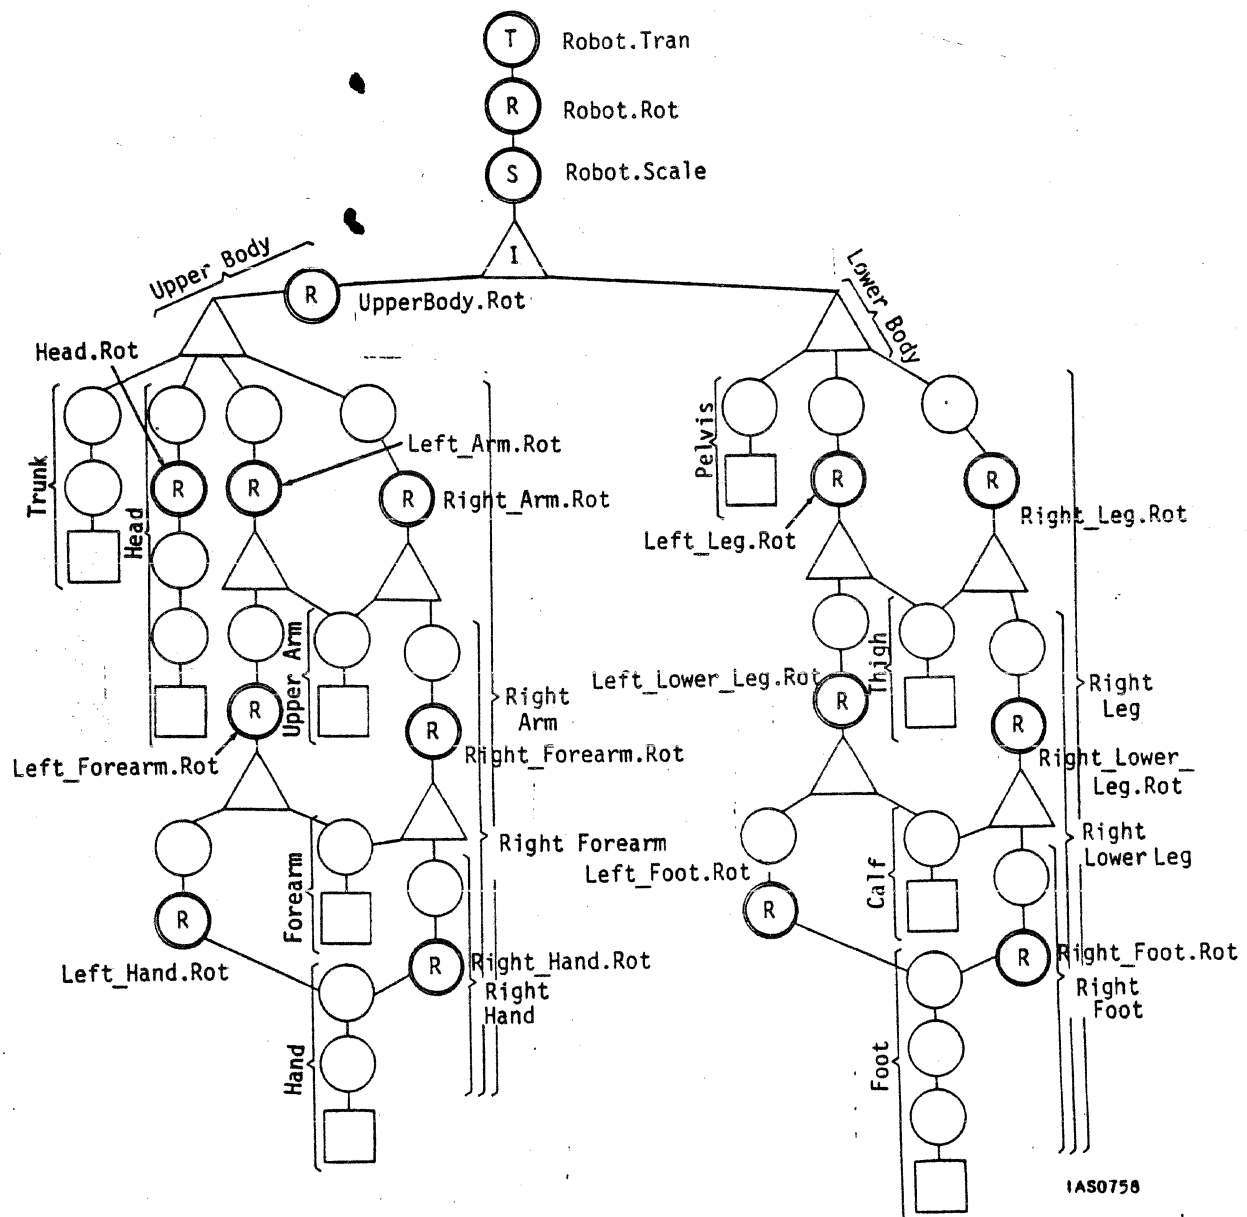 T Robot.Tran
R Robot.Rot
S Robot.Scale
I
Upper Body
Lower Body
R UpperBody.Rot
Head.Rot
Trunk
Head
R
R
Left_Arm.Rot
R Right_Arm.Rot
Pelvis
R
Left_Leg.Rot
R
Right_Leg.Rot
Upper Arm
R
Left_Forearm.Rot
R
Right_Forearm.Rot
Right
Arm
Thigh
Left_Lower_Leg.Rot
R
R
Right_Lower_
Leg.Rot
Right
Leg
Forearm
Right Forearm
R
Left_Hand.Rot
R Right_Hand.Rot
Right
Hand
Hand
Calf
Left_Foot.Rot
R
Right
Lower Leg
R Right_Foot.Rot
Right
Foot
Foot
IAS0758